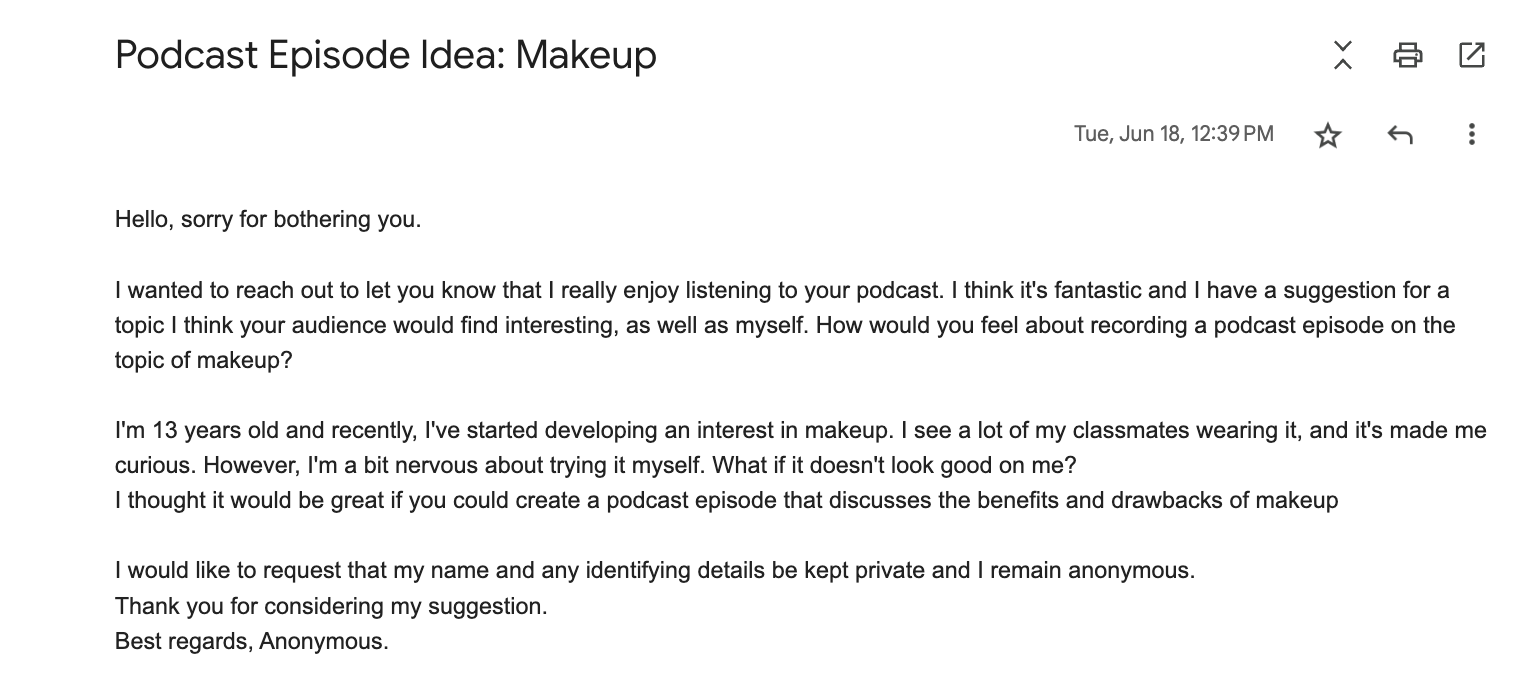 Podcast Episode Idea: Makeup
Tue, Jun 18, 12:39 PM
Hello, sorry for bothering you.
I wanted to reach out to let you know that I really enjoy listening to your podcast. I think it's fantastic and I have a suggestion for a
topic I think your audience would find interesting, as well as myself. How would you feel about recording a podcast episode on the
topic of makeup?
I'm 13 years old and recently, I've started developing an interest in makeup. I see a lot of my classmates wearing it, and it's made me
curious. However, I'm a bit nervous about trying it myself. What if it doesn't look good on me?
I thought it would be great if you could create a podcast episode that discusses the benefits and drawbacks of makeup
I would like to request that my name and any identifying details be kept private and I remain anonymous.
Thank you for considering my suggestion.
Best regards, Anonymous.